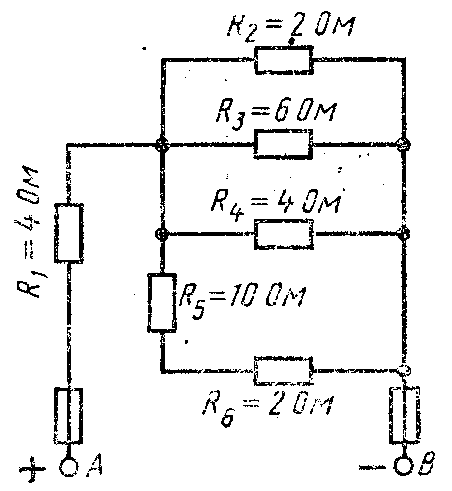 R₂ = 2 Ом
R₃ = 6 Ом
R₁ = 4 Ом
R₄ = 4 Ом
R₅ = 10 Ом
R₆ = 2 Ом
+ A
− B